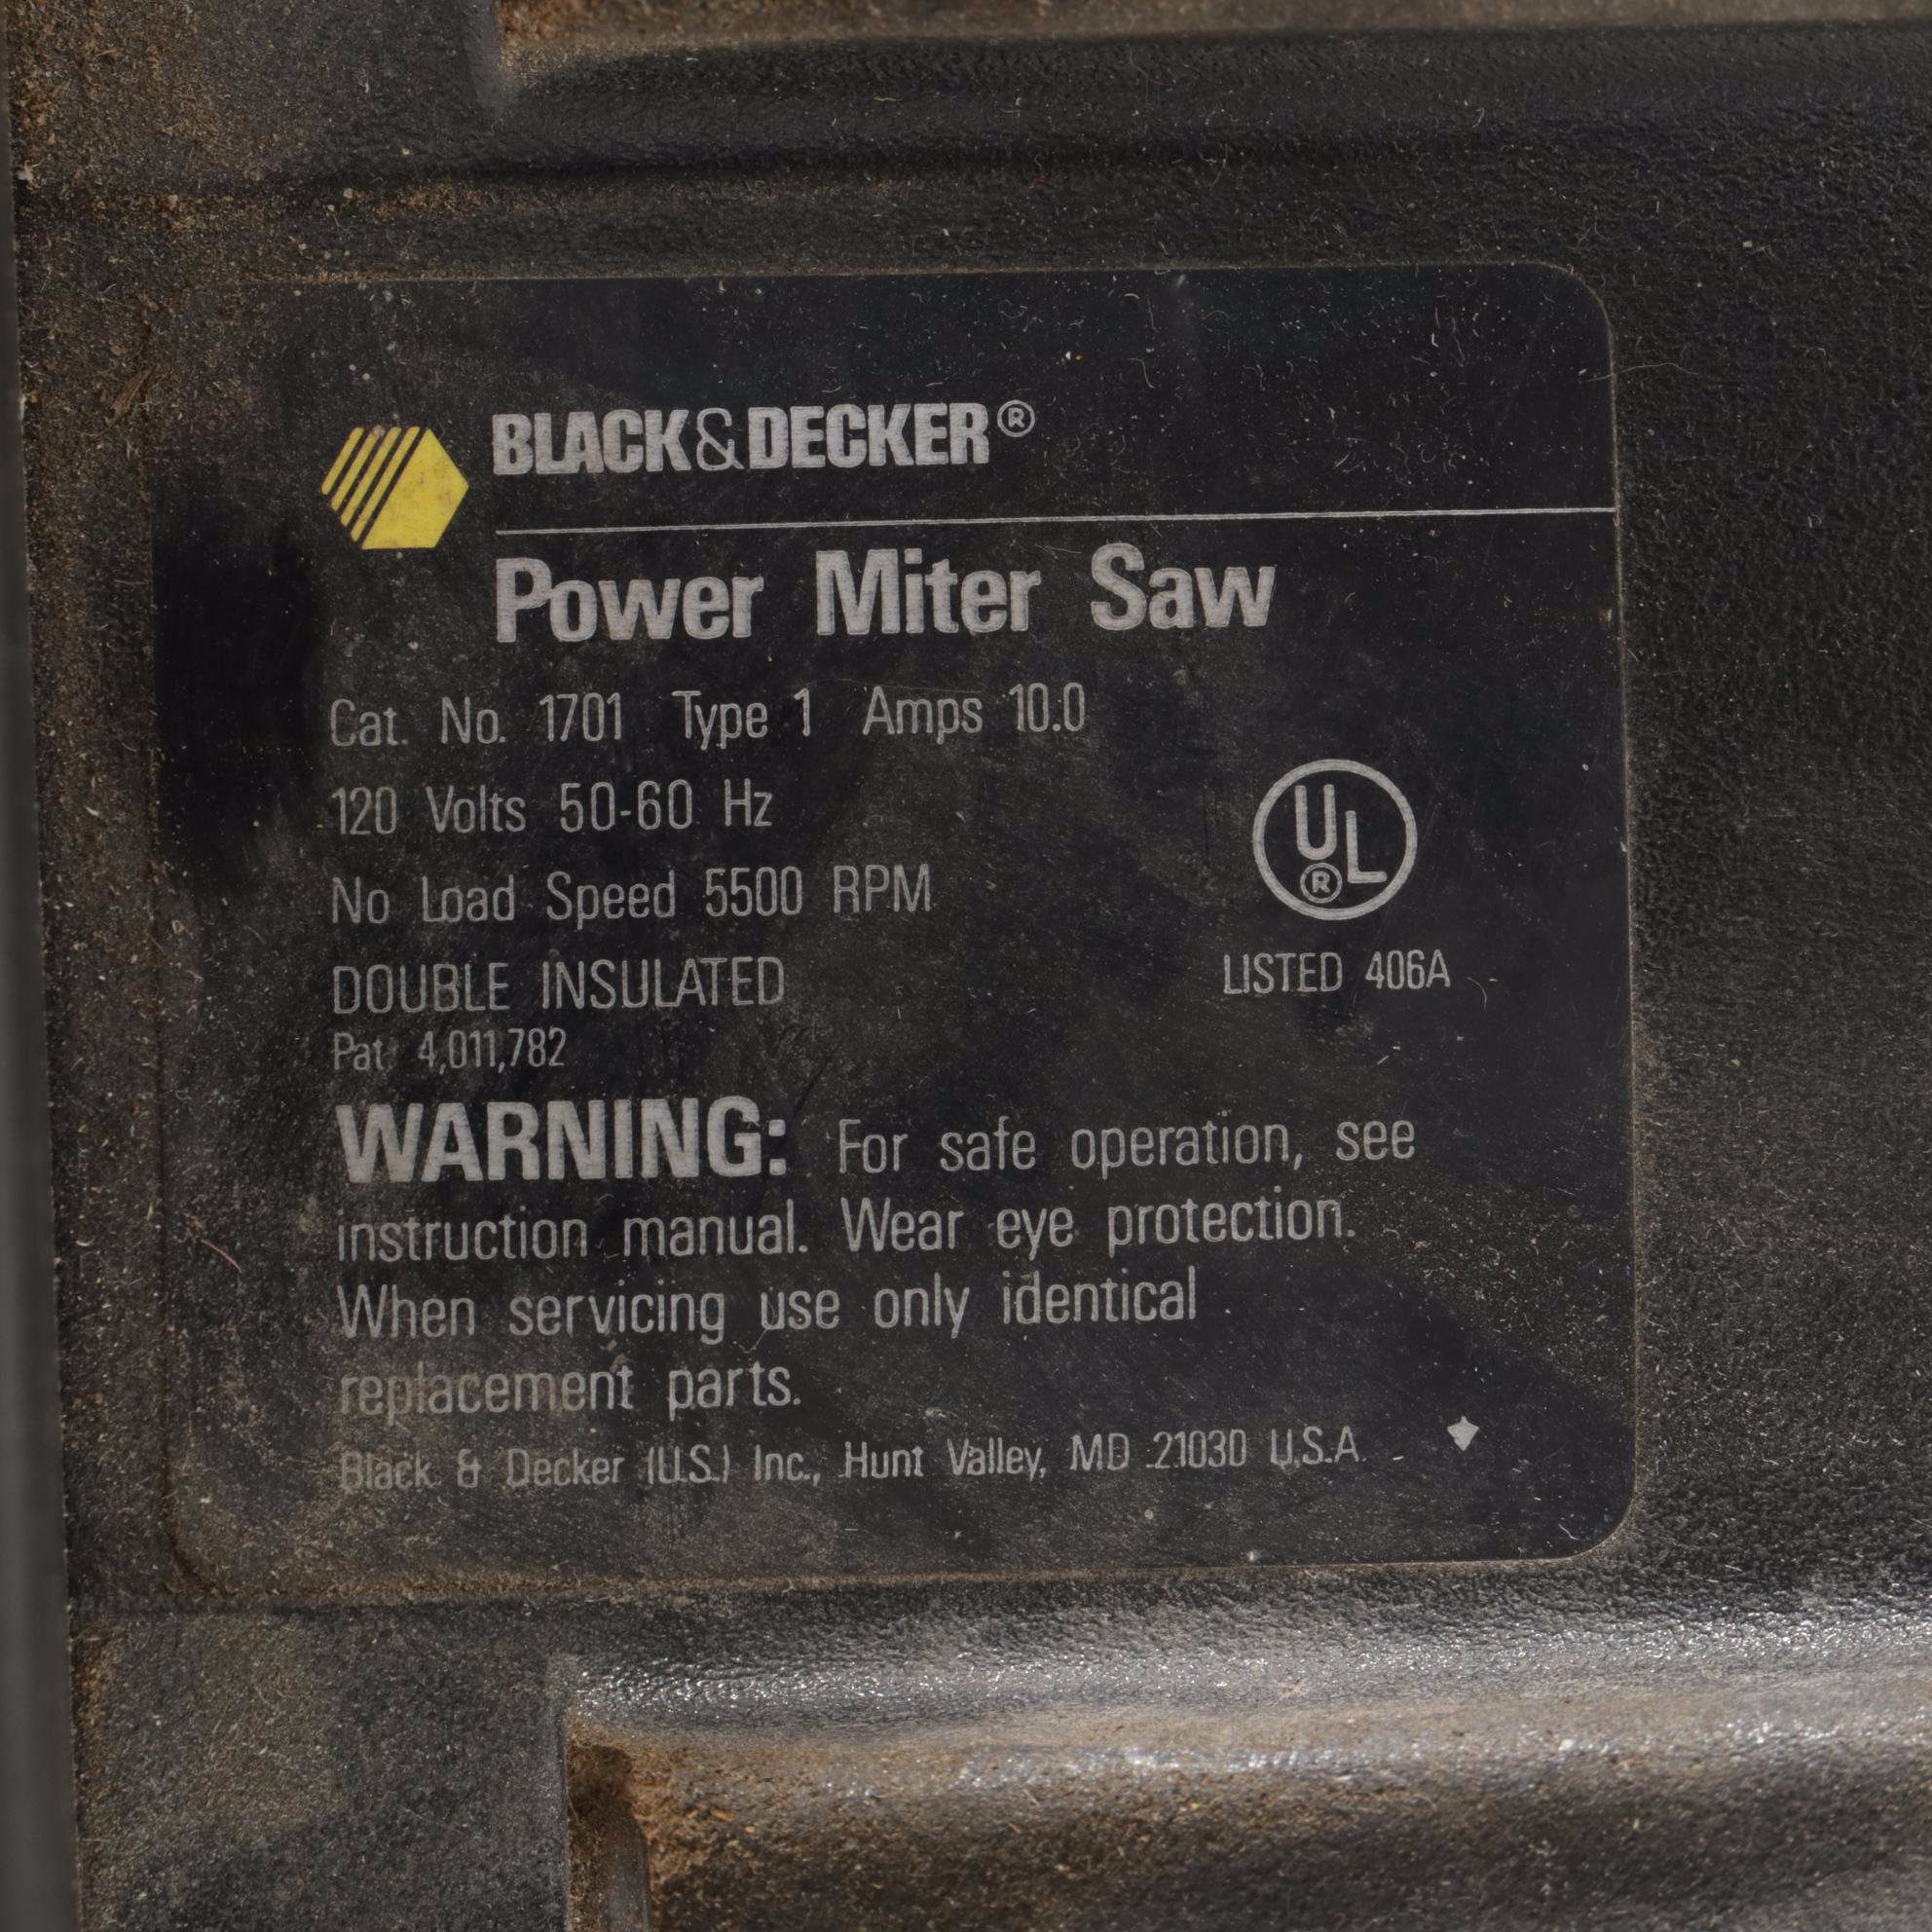 BLACK&DECKER®
Power Miter Saw
Cat. No. 1701 Type 1 Amps 10.0
120 Volts 50-60 Hz
No Load Speed 5500 RPM
UL®
DOUBLE INSULATED
LISTED 406A
Pat. 4,011,782
WARNING: For safe operation, see
instruction manual. Wear eye protection.
When servicing use only identical
replacement parts.
Black & Decker (U.S.) Inc., Hunt Valley, MD 21030 U.S.A.